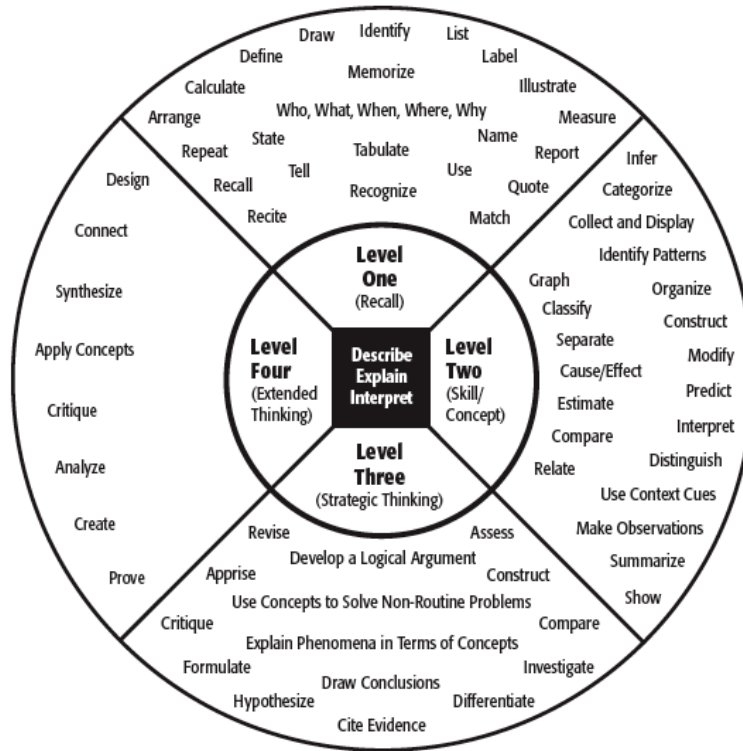 Draw
Identify
List
Define
Label
Memorize
Calculate
Illustrate
Who, What, When, Where, Why
Arrange
Measure
State
Name
Repeat
Tabulate
Report
Tell
Use
Recall
Recognize
Quote
Recite
Match
Infer
Categorize
Collect and Display
Identify Patterns
Graph
Organize
Classify
Construct
Separate
Modify
Cause/Effect
Predict
Estimate
Interpret
Compare
Distinguish
Relate
Use Context Cues
Make Observations
Summarize
Show
Revise
Assess
Develop a Logical Argument
Apprise
Construct
Use Concepts to Solve Non-Routine Problems
Critique
Compare
Explain Phenomena in Terms of Concepts
Formulate
Investigate
Draw Conclusions
Hypothesize
Differentiate
Cite Evidence
Design
Connect
Synthesize
Apply Concepts
Critique
Analyze
Create
Prove
Level
One
(Recall)
Level
Two
(Skill/
Concept)
Level
Three
(Strategic Thinking)
Level
Four
(Extended
Thinking)
Describe
Explain
Interpret